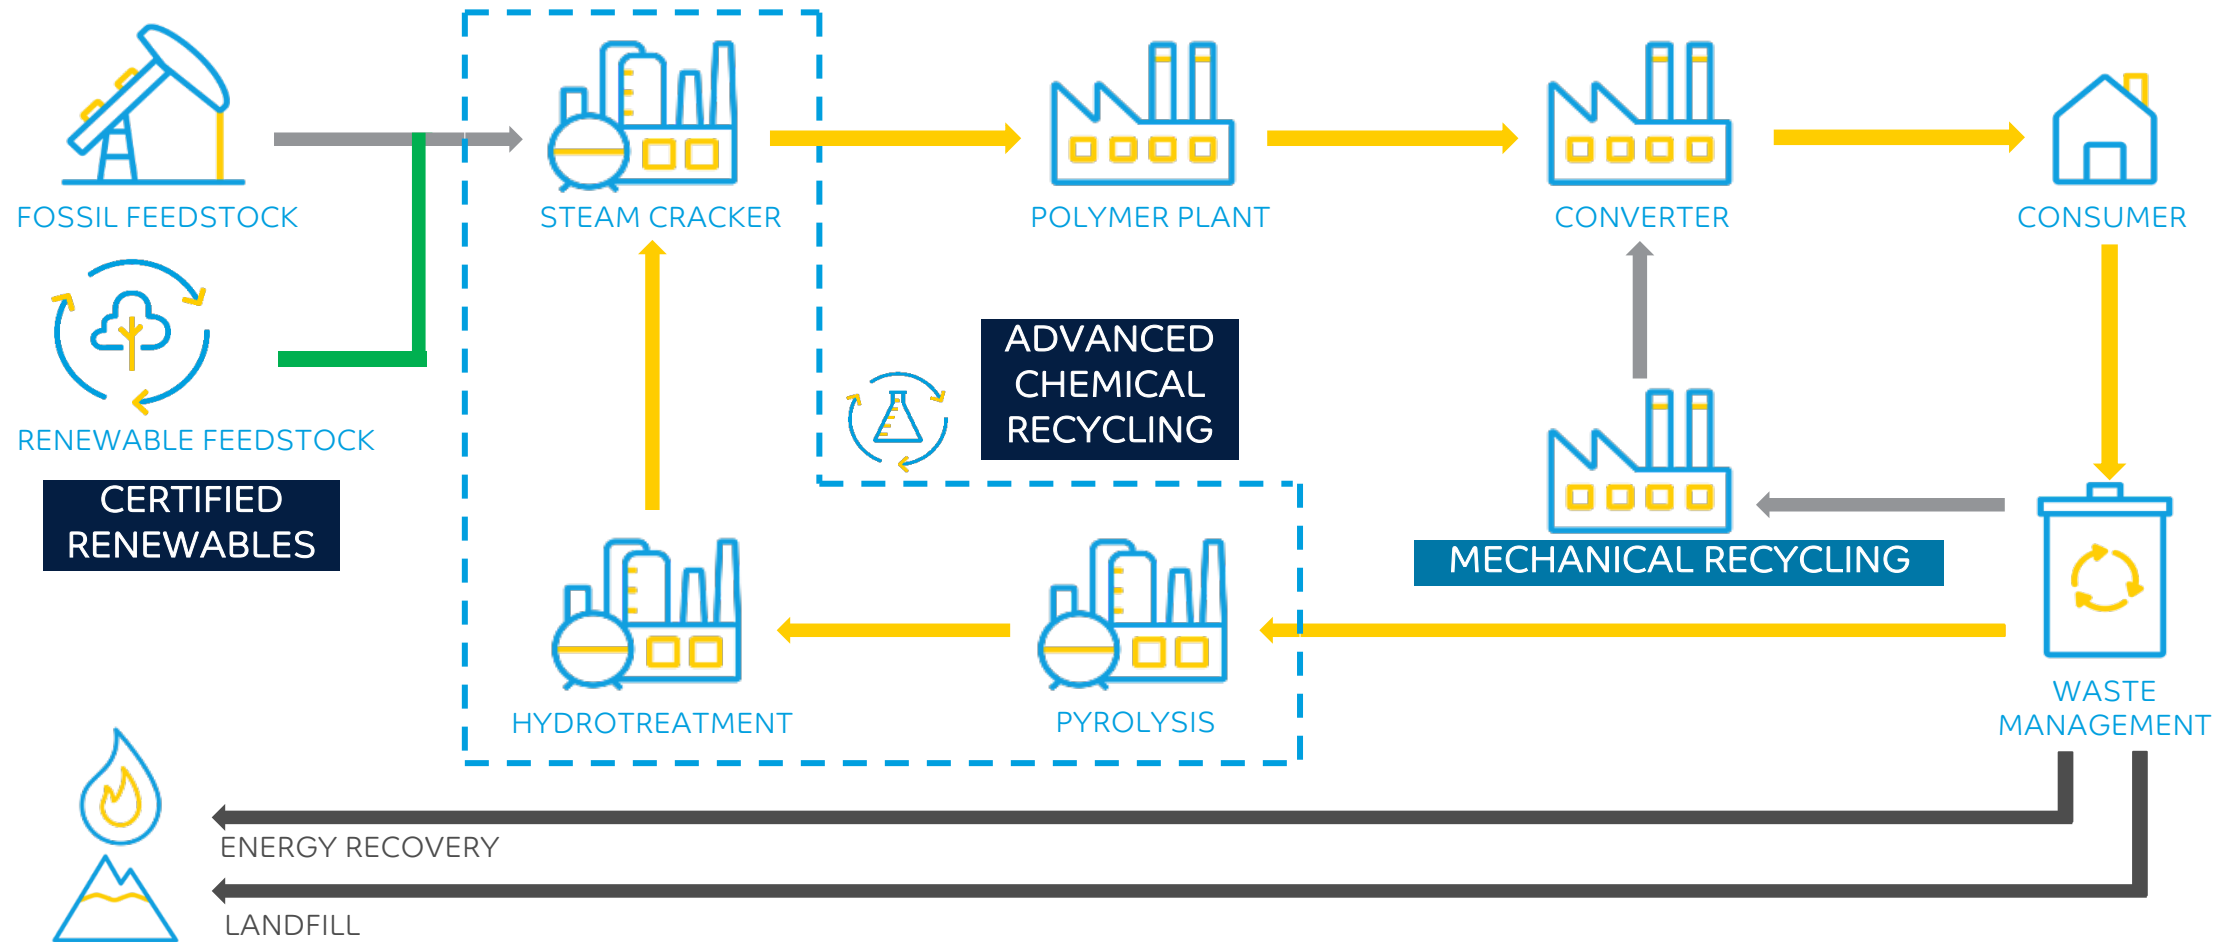 FOSSIL FEEDSTOCK
STEAM CRACKER
POLYMER PLANT
CONVERTER
CONSUMER
RENEWABLE FEEDSTOCK
CERTIFIED
RENEWABLES
ADVANCED
CHEMICAL
RECYCLING
MECHANICAL RECYCLING
HYDROTREATMENT
PYROLYSIS
WASTE
MANAGEMENT
ENERGY RECOVERY
LANDFILL